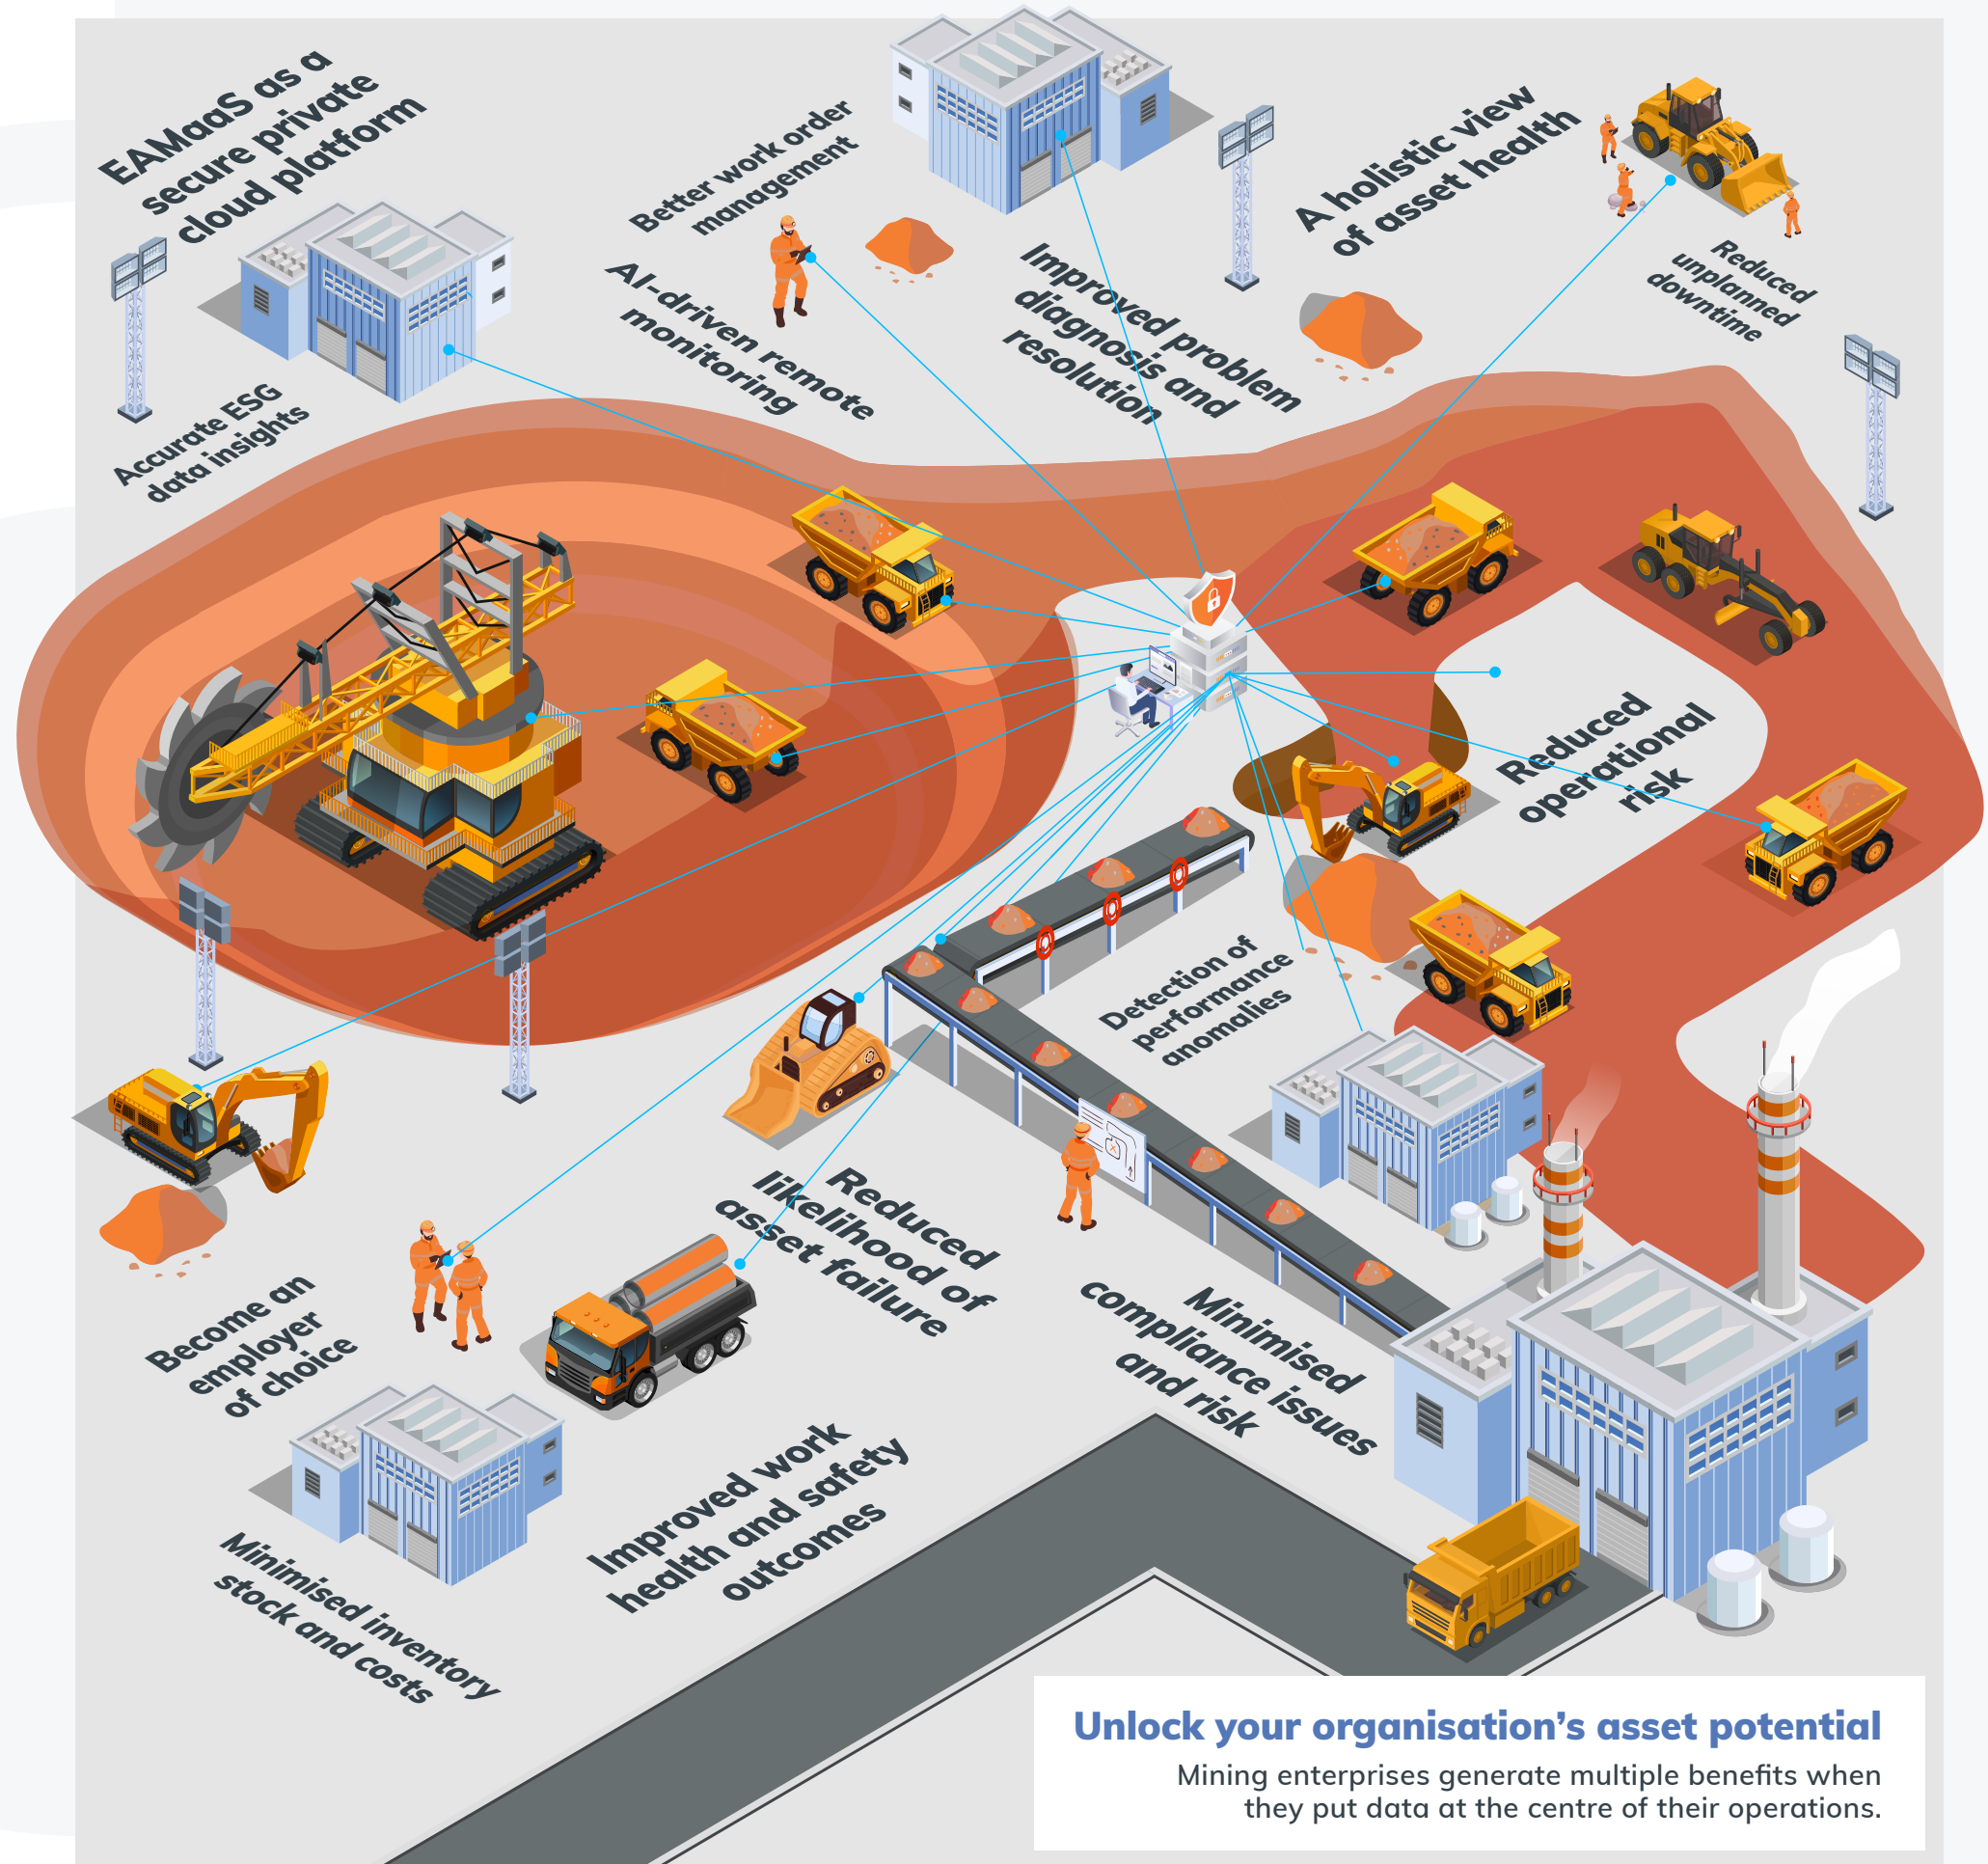 EAMaaS as a
secure private
cloud platform
Better work order
management
A holistic view
of asset health
Reduced
unplanned
downtime
AI-driven remote
monitoring
Improved problem
diagnosis and
resolution
Accurate ESG
data insights
Reduced
operational
risk
Detection of
performance
anomalies
Reduced
likelihood of
asset failure
Become an
employer
of choice
Minimised
compliance issues
and risk
Improved work
health and safety
outcomes
Minimised inventory
stock and costs
Unlock your organisation’s asset potential
Mining enterprises generate multiple benefits when
they put data at the centre of their operations.